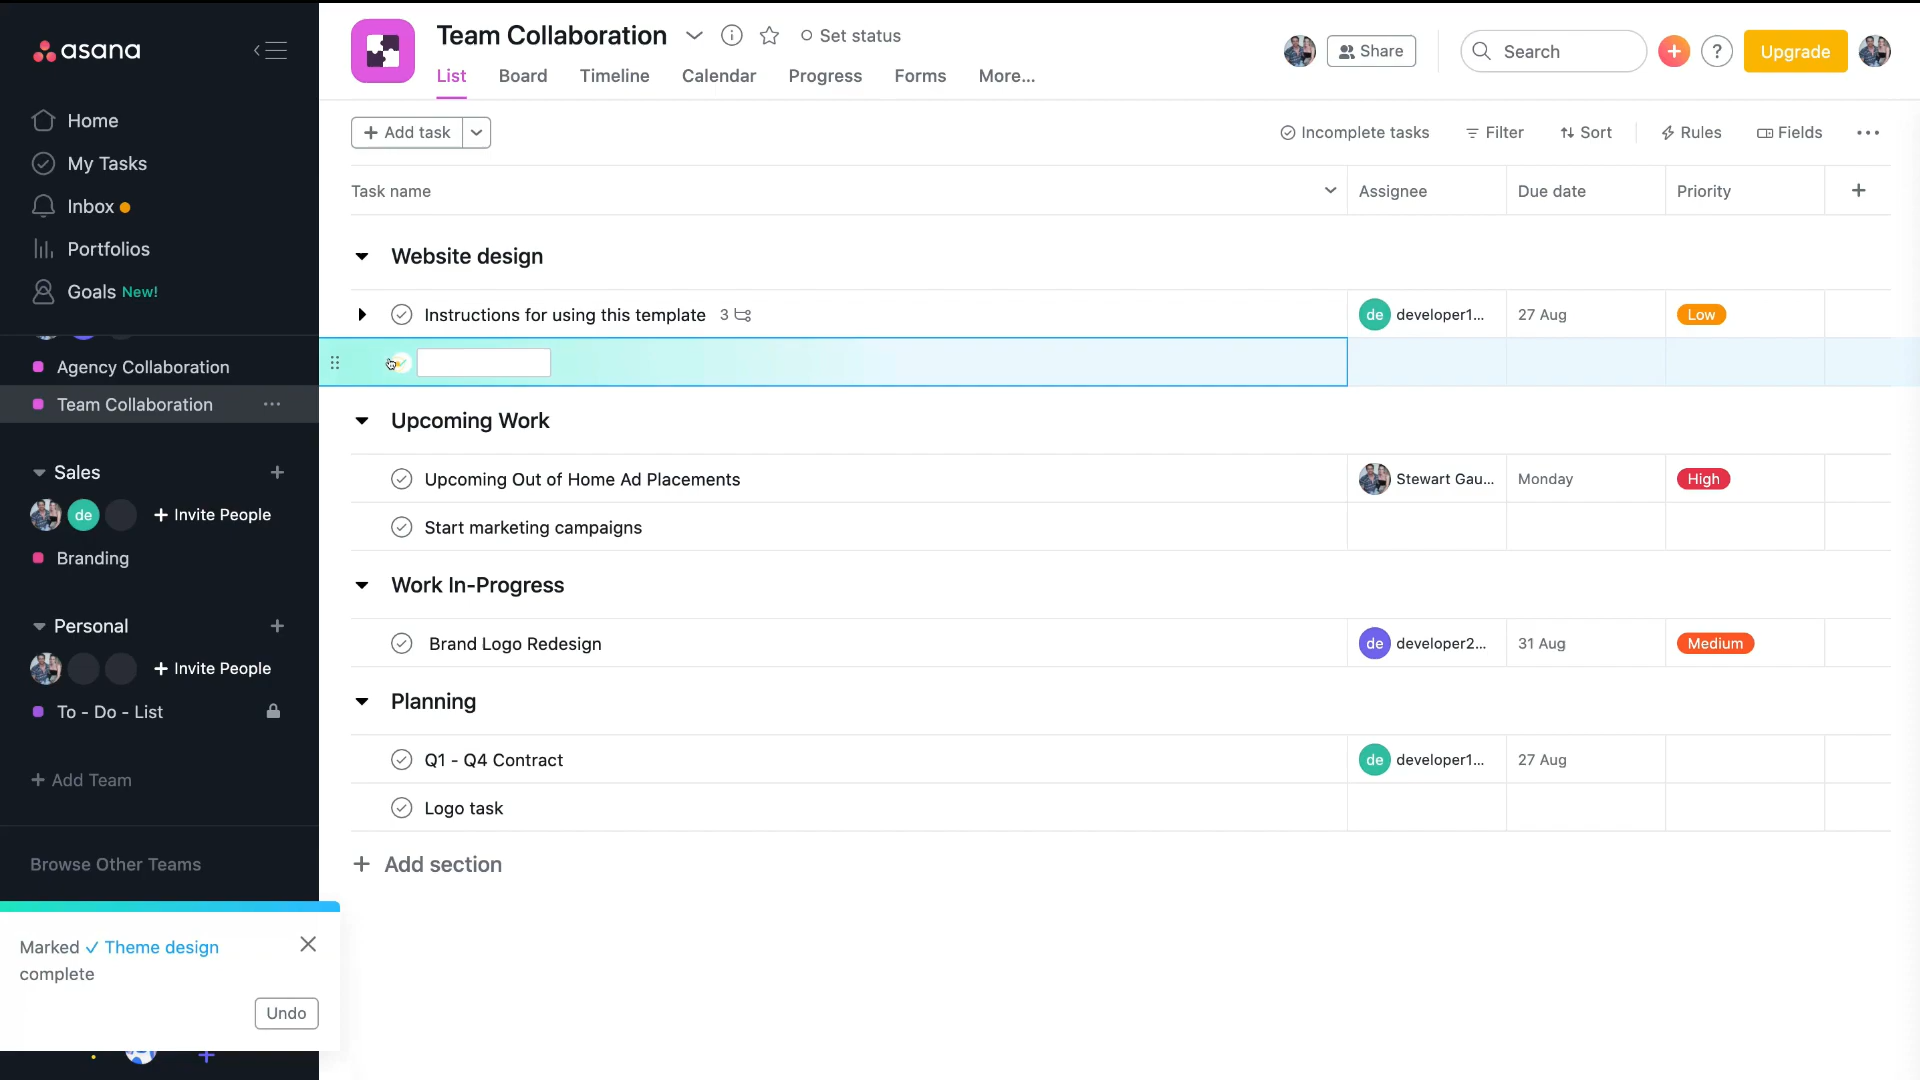 asana
Home
My Tasks
Inbox
Portfolios
Goals New!
Agency Collaboration
Team Collaboration ...
Sales +
de + Invite People
Branding
Personal +
+ Invite People
To - Do - List
+ Add Team
Browse Other Teams
Marked ✓ Theme design
complete
Undo
Team Collaboration
Set status
List Board Timeline Calendar Progress Forms More...
Share
Search
+ ? Upgrade
+ Add task
Incomplete tasks Filter Sort Rules Fields ...
Task name Assignee Due date Priority +
Website design
Instructions for using this template 3 de developer1... 27 Aug Low
Upcoming Work
Upcoming Out of Home Ad Placements Stewart Gau... Monday High
Start marketing campaigns
Work In-Progress
Brand Logo Redesign de developer2... 31 Aug Medium
Planning
Q1 - Q4 Contract de developer1... 27 Aug
Logo task
+ Add section